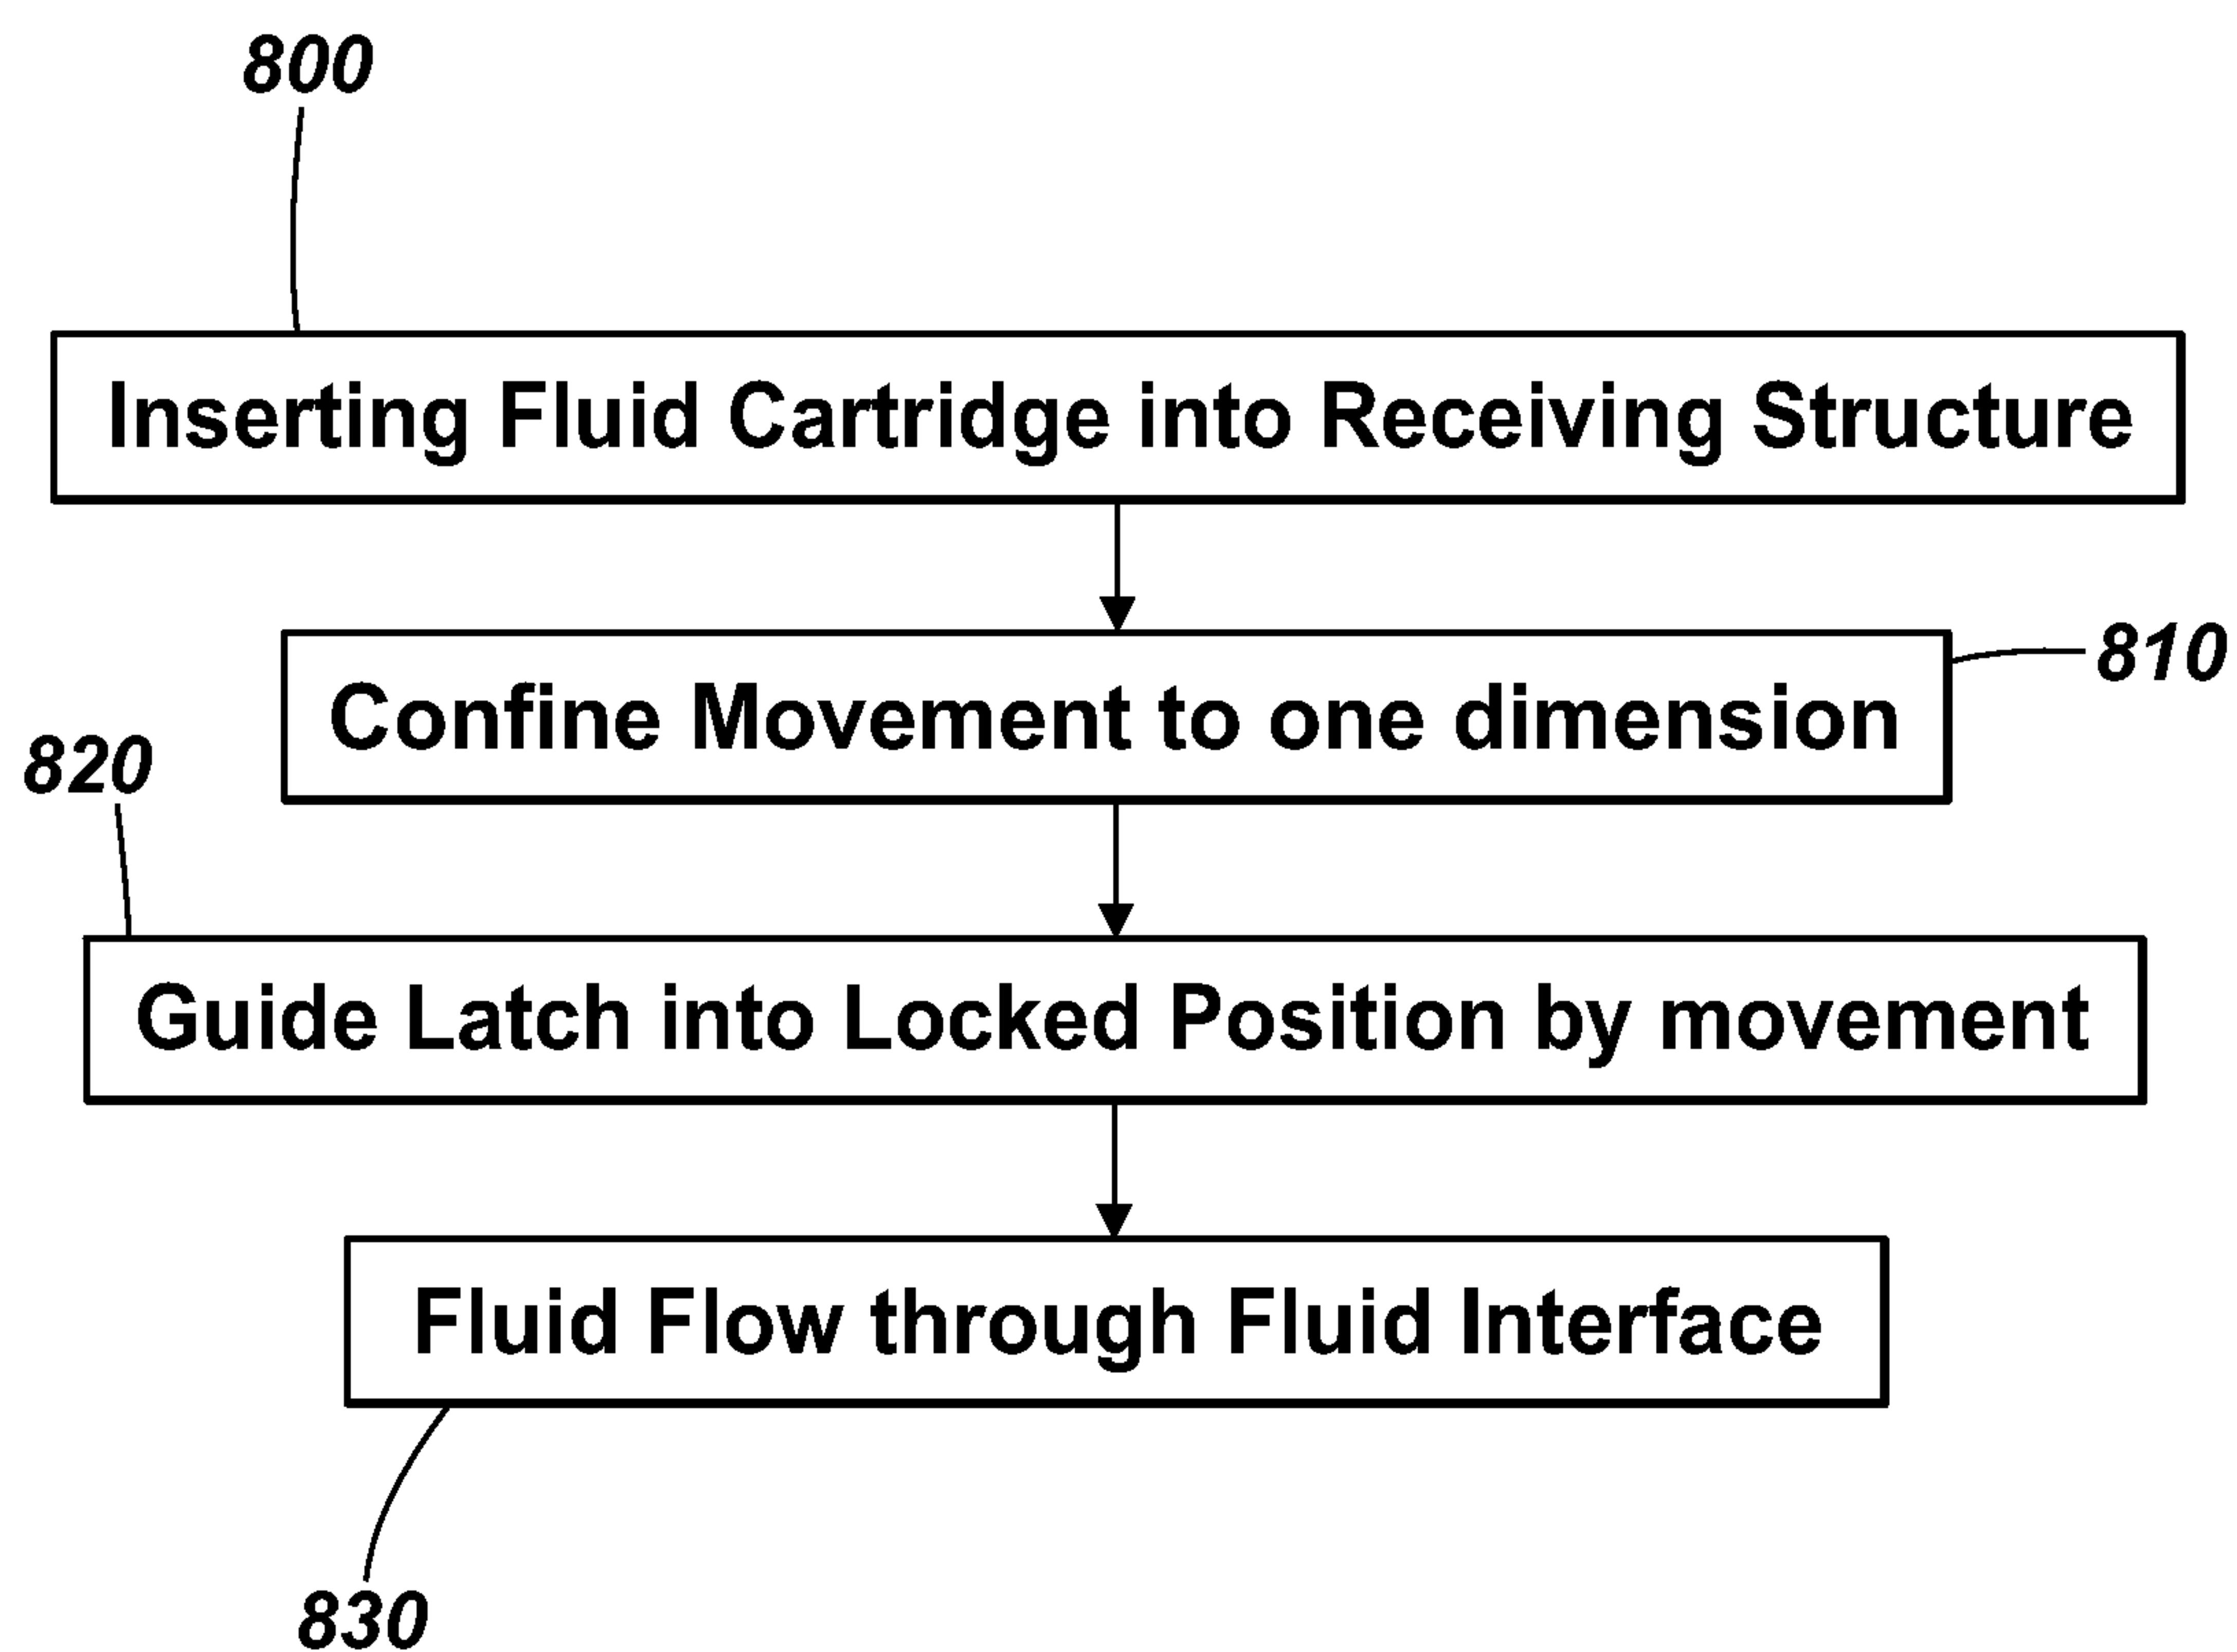 800
Inserting Fluid Cartridge into Receiving Structure
Confine Movement to one dimension
810
820
Guide Latch into Locked Position by movement
Fluid Flow through Fluid Interface
830